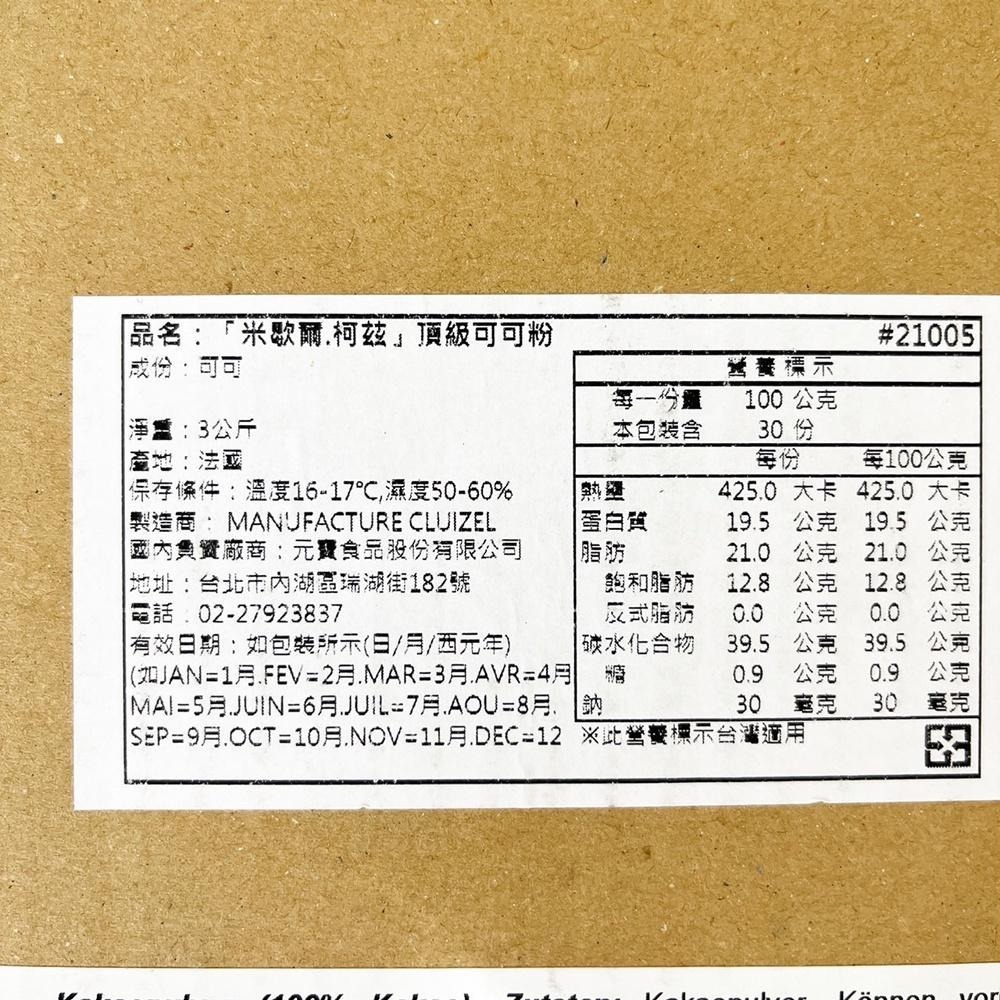 品名：「米歇爾.柯茲」頂級可可粉 #21005
成份：可可
淨重：3公斤
產地：法國
保存條件：溫度16-17℃,濕度50-60%
製造商： MANUFACTURE CLUIZEL
國內負責廠商：元寶食品股份有限公司
地址：台北市內湖區瑞湖街182號
電話：02-27923837
有效日期：如包裝所示(日/月/西元年)
(如JAN=1月.FEV=2月.MAR=3月.AVR=4月
MAI=5月.JUIN=6月.JUIL=7月.AOU=8月.
SEP=9月.OCT=10月.NOV=11月.DEC=12
營養標示
每一份量 100 公克
本包裝含 30 份
每份 每100公克
熱量 425.0 大卡 425.0 大卡
蛋白質 19.5 公克 19.5 公克
脂肪 21.0 公克 21.0 公克
飽和脂肪 12.8 公克 12.8 公克
反式脂肪 0.0 公克 0.0 公克
碳水化合物 39.5 公克 39.5 公克
糖 0.9 公克 0.9 公克
鈉 30 毫克 30 毫克
※此營養標示台灣適用
(100% Kakao). Zutaten: Kakaopulver. Können